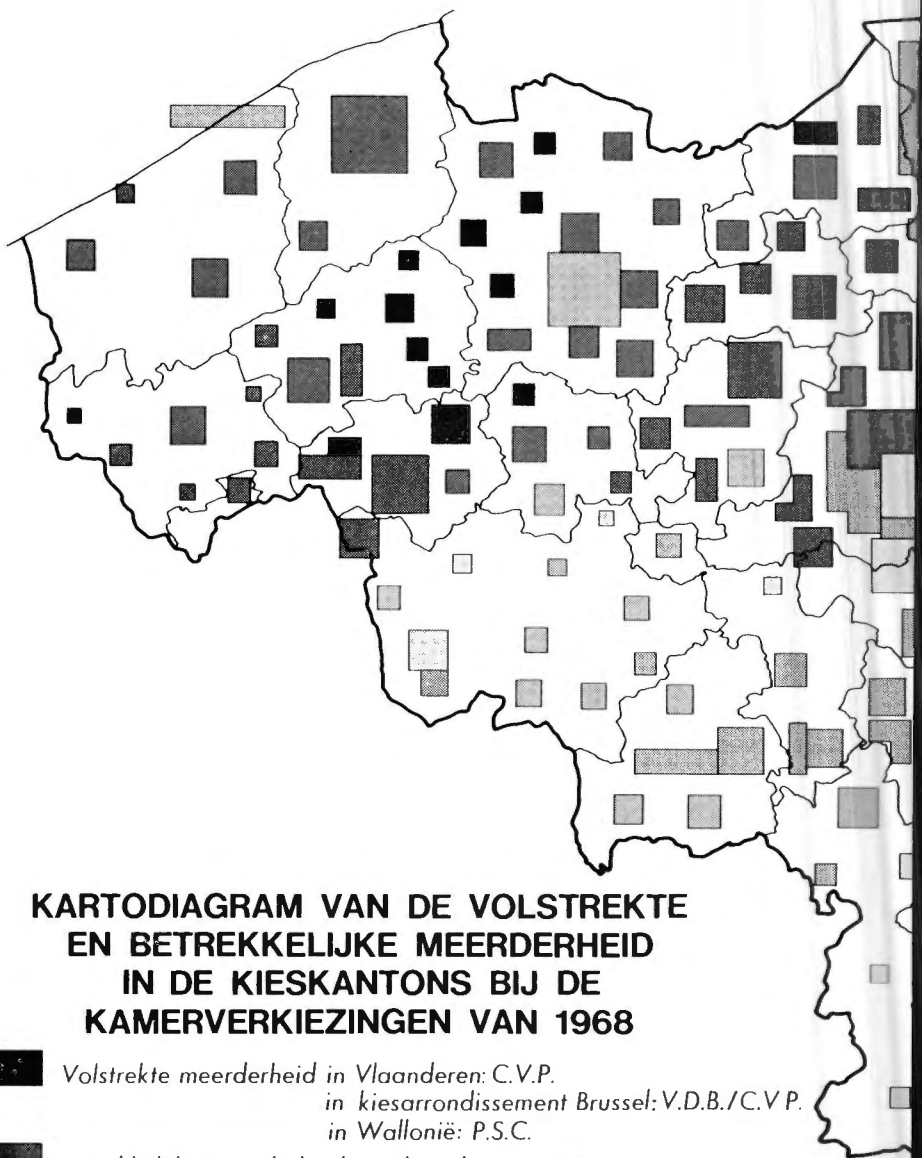 KARTODIAGRAM VAN DE VOLSTREKTE
EN BETREKKELIJKE MEERDERHEID
IN DE KIESKANTONS BIJ DE
KAMERVERKIEZINGEN VAN 1968
Volstrekte meerderheid in Vlaanderen: C.V.P.
in kiesarrondissement Brussel: V.D.B./C.V P.
in Wallonië: P.S.C.